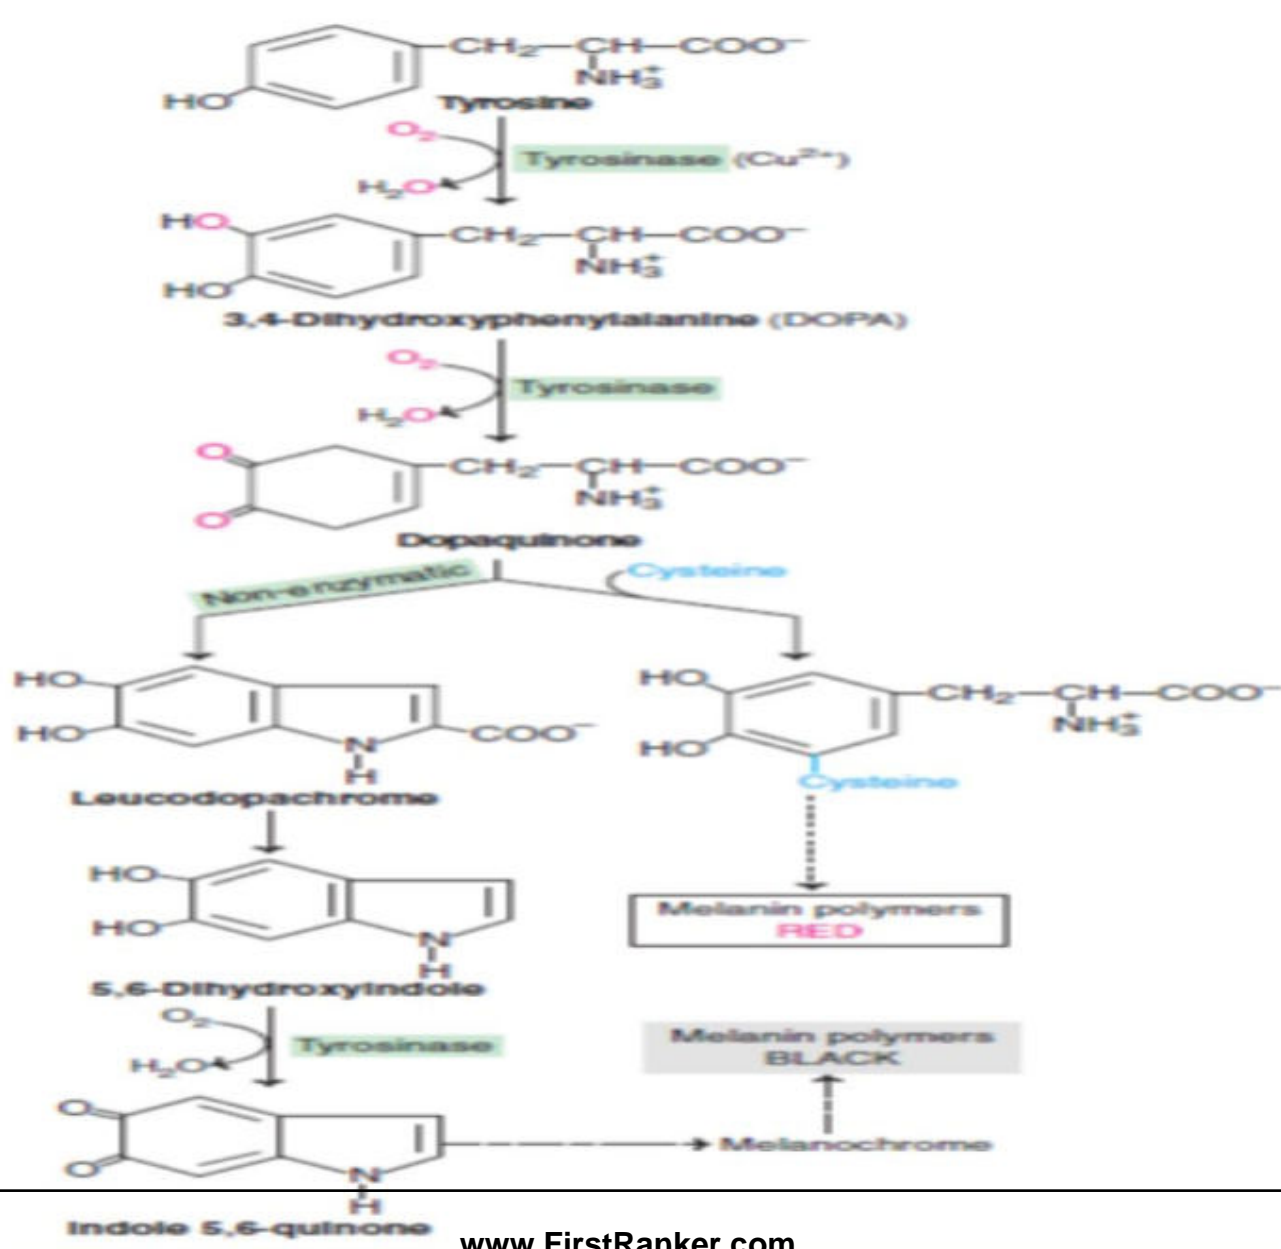 CH₂—CH—COO⁻
NH₃⁺
HO
Tyrosine
O₂
Tyrosinase (Cu²⁺)
H₂O
HO
CH₂—CH—COO⁻
NH₃⁺
HO
3,4-Dihydroxyphenylalanine (DOPA)
O₂
Tyrosinase
H₂O
O
CH₂—CH—COO⁻
NH₃⁺
O
Dopaquinone
Non-enzymatic
Cysteine
HO
HO
COO⁻
N
H
Leucodopachrome
HO
CH₂—CH—COO⁻
NH₃⁺
HO
Cysteine
HO
HO
N
H
5,6-Dihydroxyindole
Melanin polymers
RED
O₂
Tyrosinase
H₂O
Melanin polymers
BLACK
O
O
N
H
Melanochrome
Indole 5,6-quinone
www.FirstRanker.com